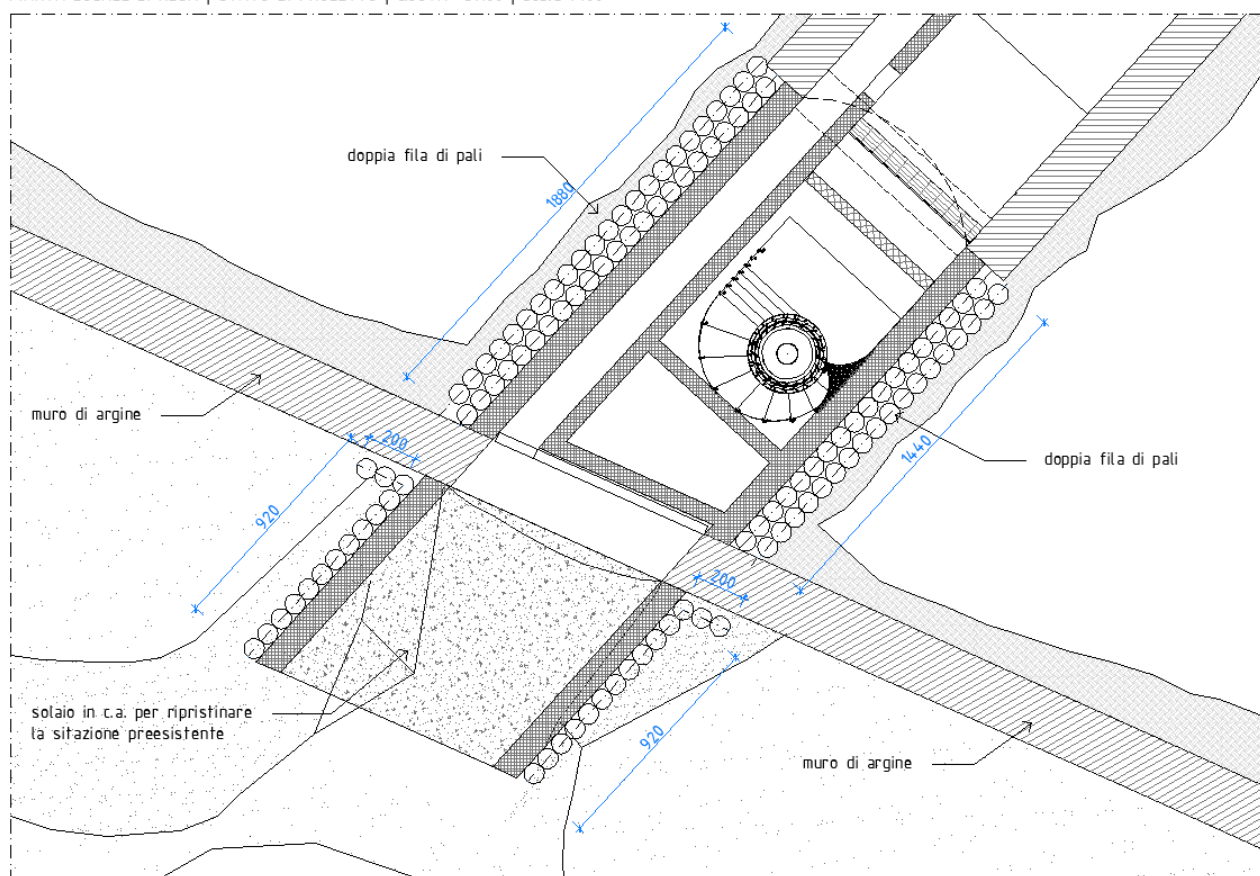 doppia fila di pali
1880
muro di argine
200
920
1440
doppia fila di pali
200
solaio in c.a. per ripristinare
la sitazione preesistente
920
muro di argine